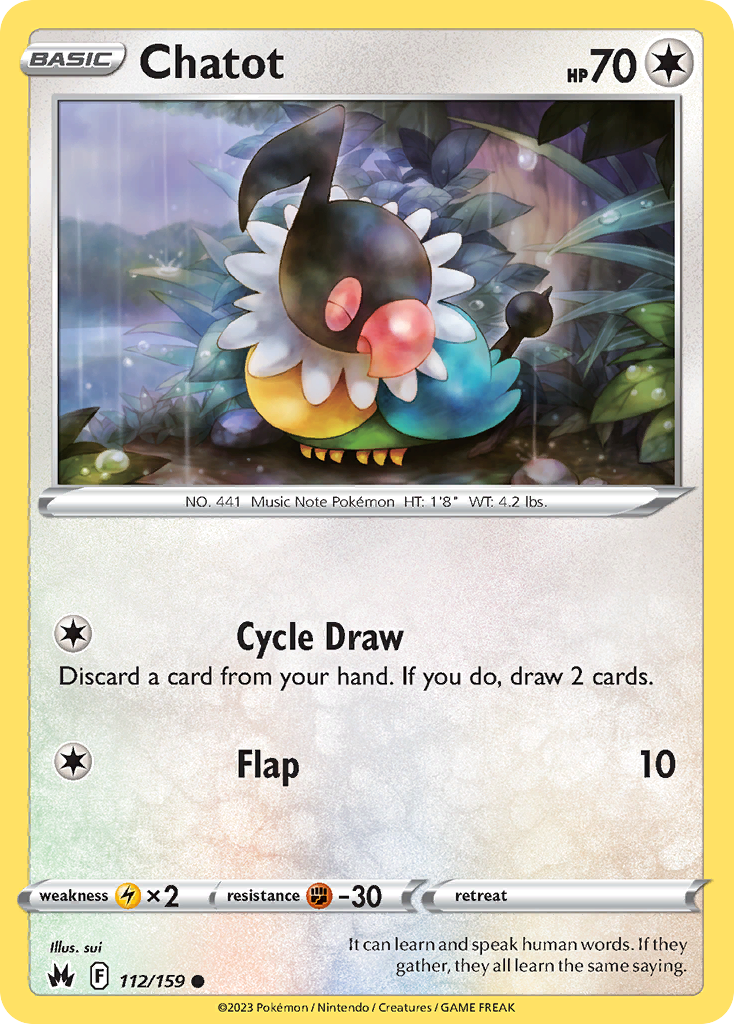 BASIC Chatot HP70
NO. 441 Music Note Pokémon HT: 1'8" WT: 4.2 lbs.
Cycle Draw
Discard a card from your hand. If you do, draw 2 cards.
Flap 10
weakness ×2 resistance -30 retreat
Illus. sui
It can learn and speak human words. If they
gather, they all learn the same saying.
F 112/159
©2023 Pokémon / Nintendo / Creatures / GAME FREAK